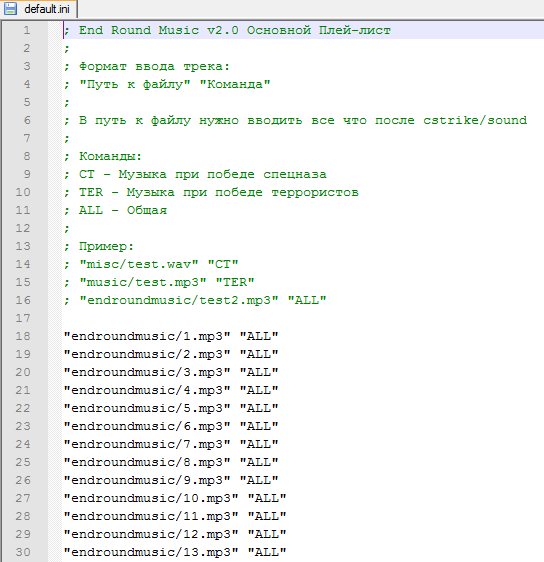 default.ini
1 ; End Round Music v2.0 Основной Плей-лист
2 ;
3 ; Формат ввода трека:
4 ; "Путь к файлу" "Команда"
5 ;
6 ; В путь к файлу нужно вводить все что после cstrike/sound
7 ;
8 ; Команды:
9 ; CT - Музыка при победе спецназа
10 ; TER - Музыка при победе террористов
11 ; ALL - Общая
12 ;
13 ; Пример:
14 ; "misc/test.wav" "CT"
15 ; "music/test.mp3" "TER"
16 ; "endroundmusic/test2.mp3" "ALL"
17
18 "endroundmusic/1.mp3" "ALL"
19 "endroundmusic/2.mp3" "ALL"
20 "endroundmusic/3.mp3" "ALL"
21 "endroundmusic/4.mp3" "ALL"
22 "endroundmusic/5.mp3" "ALL"
23 "endroundmusic/6.mp3" "ALL"
24 "endroundmusic/7.mp3" "ALL"
25 "endroundmusic/8.mp3" "ALL"
26 "endroundmusic/9.mp3" "ALL"
27 "endroundmusic/10.mp3" "ALL"
28 "endroundmusic/11.mp3" "ALL"
29 "endroundmusic/12.mp3" "ALL"
30 "endroundmusic/13.mp3" "ALL"